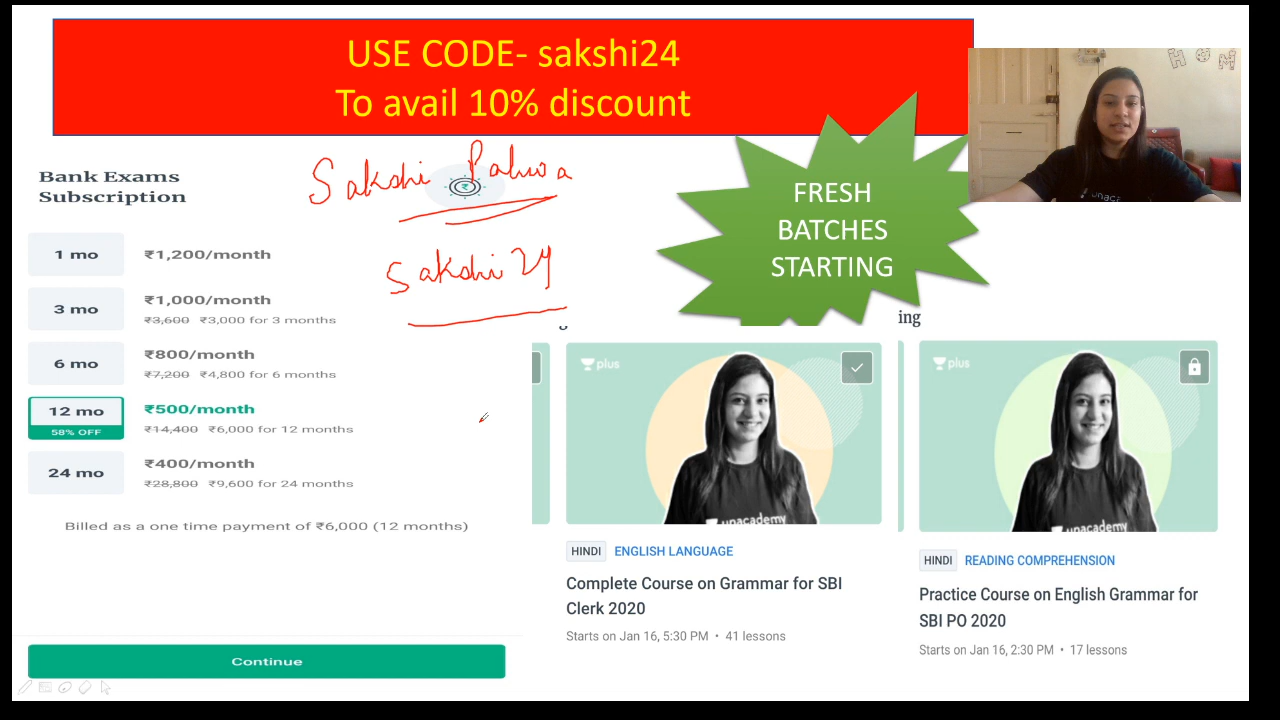 USE CODE- sakshi24
To avail 10% discount
Bank Exams
Subscription
Sakshi Pahwa
Sakshi 24
FRESH
BATCHES
STARTING
1 mo ₹1,200/month
3 mo ₹1,000/month
₹3,600 ₹3,000 for 3 months
6 mo ₹800/month
₹7,200 ₹4,800 for 6 months
12 mo ₹500/month
58% OFF ₹14,400 ₹6,000 for 12 months
24 mo ₹400/month
₹28,800 ₹9,600 for 24 months
Billed as a one time payment of ₹6,000 (12 months)
Continue
plus
unacademy
HINDI ENGLISH LANGUAGE
Complete Course on Grammar for SBI
Clerk 2020
Starts on Jan 16, 5:30 PM • 41 lessons
ing
plus
unacademy
HINDI READING COMPREHENSION
Practice Course on English Grammar for
SBI PO 2020
Starts on Jan 16, 2:30 PM • 17 lessons